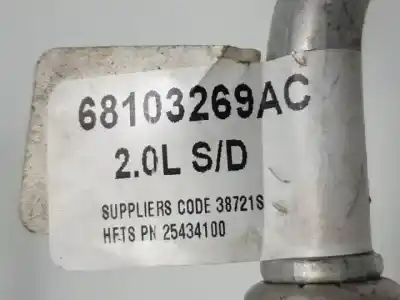 68103269AC
2.0L S/D
SUPPLIERS CODE 38721S
HFTS PN 25434100